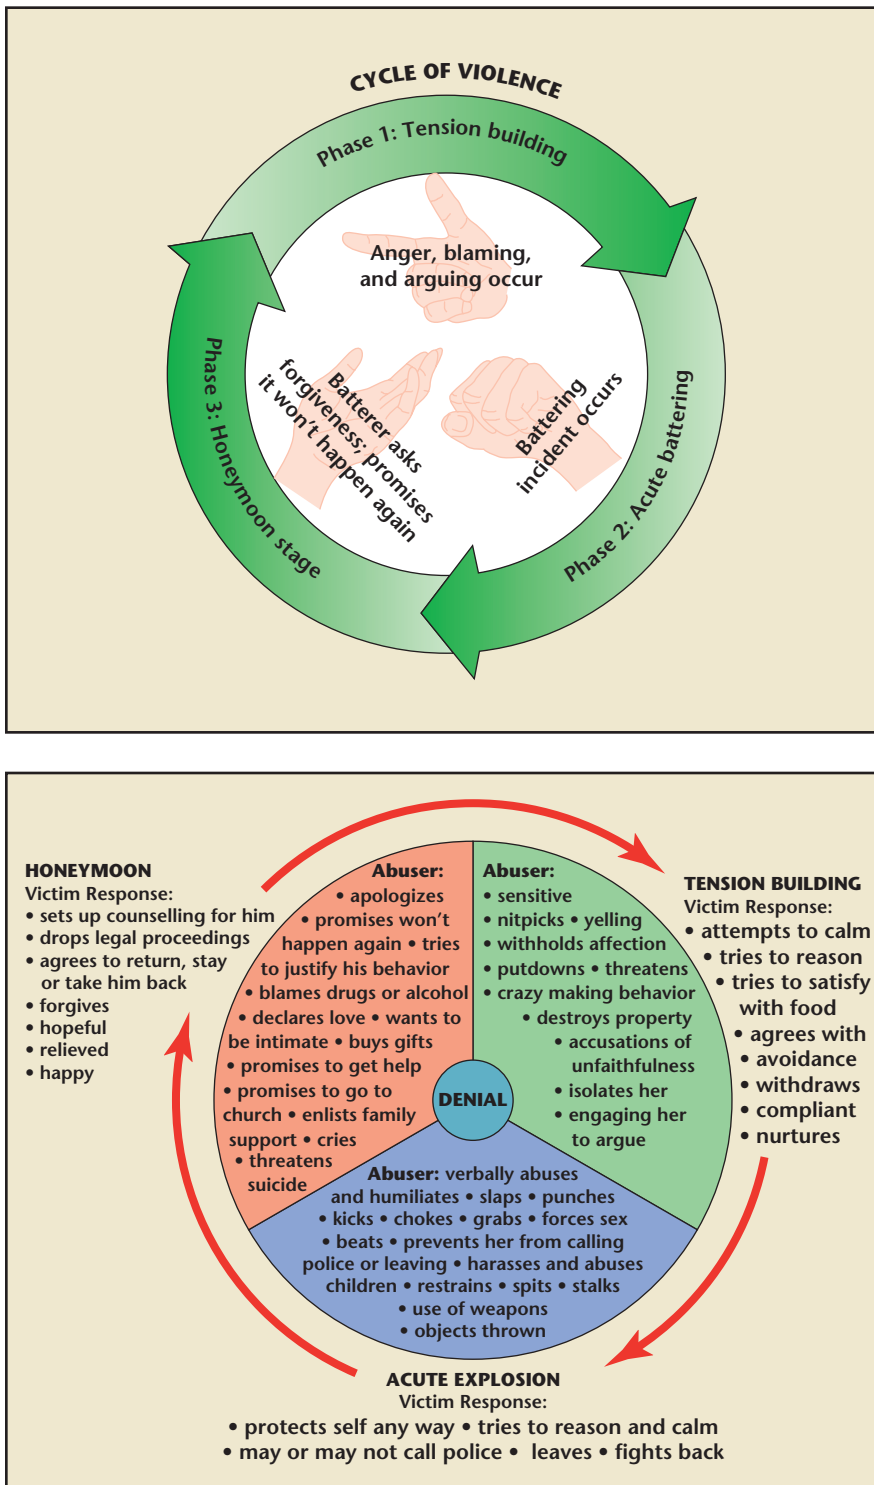 CYCLE OF VIOLENCE
Phase 1: Tension building
Anger, blaming,
and arguing occur
Phase 2: Acute battering
Battering
incident occurs
Phase 3: Honeymoon stage
Batterer asks
forgiveness; promises
it won't happen again
HONEYMOON
Victim Response:
• sets up counselling for him
• drops legal proceedings
• agrees to return, stay
or take him back
• forgives
• hopeful
• relieved
• happy
Abuser:
• apologizes
• promises won't
happen again • tries
to justify his behavior
• blames drugs or alcohol
• declares love • wants to
be intimate • buys gifts
• promises to get help
• promises to go to
church • enlists family
support • cries
• threatens
suicide
Abuser:
• sensitive
• nitpicks • yelling
• withholds affection
• putdowns • threatens
• crazy making behavior
• destroys property
• accusations of
unfaithfulness
• isolates her
• engaging her
to argue
TENSION BUILDING
Victim Response:
• attempts to calm
• tries to reason
• tries to satisfy
with food
• agrees with
• avoidance
• withdraws
• compliant
• nurtures
DENIAL
Abuser: verbally abuses
and humiliates • slaps • punches
• kicks • chokes • grabs • forces sex
• beats • prevents her from calling
police or leaving • harasses and abuses
children • restrains • spits • stalks
• use of weapons
• objects thrown
ACUTE EXPLOSION
Victim Response:
• protects self any way • tries to reason and calm
• may or may not call police • leaves • fights back